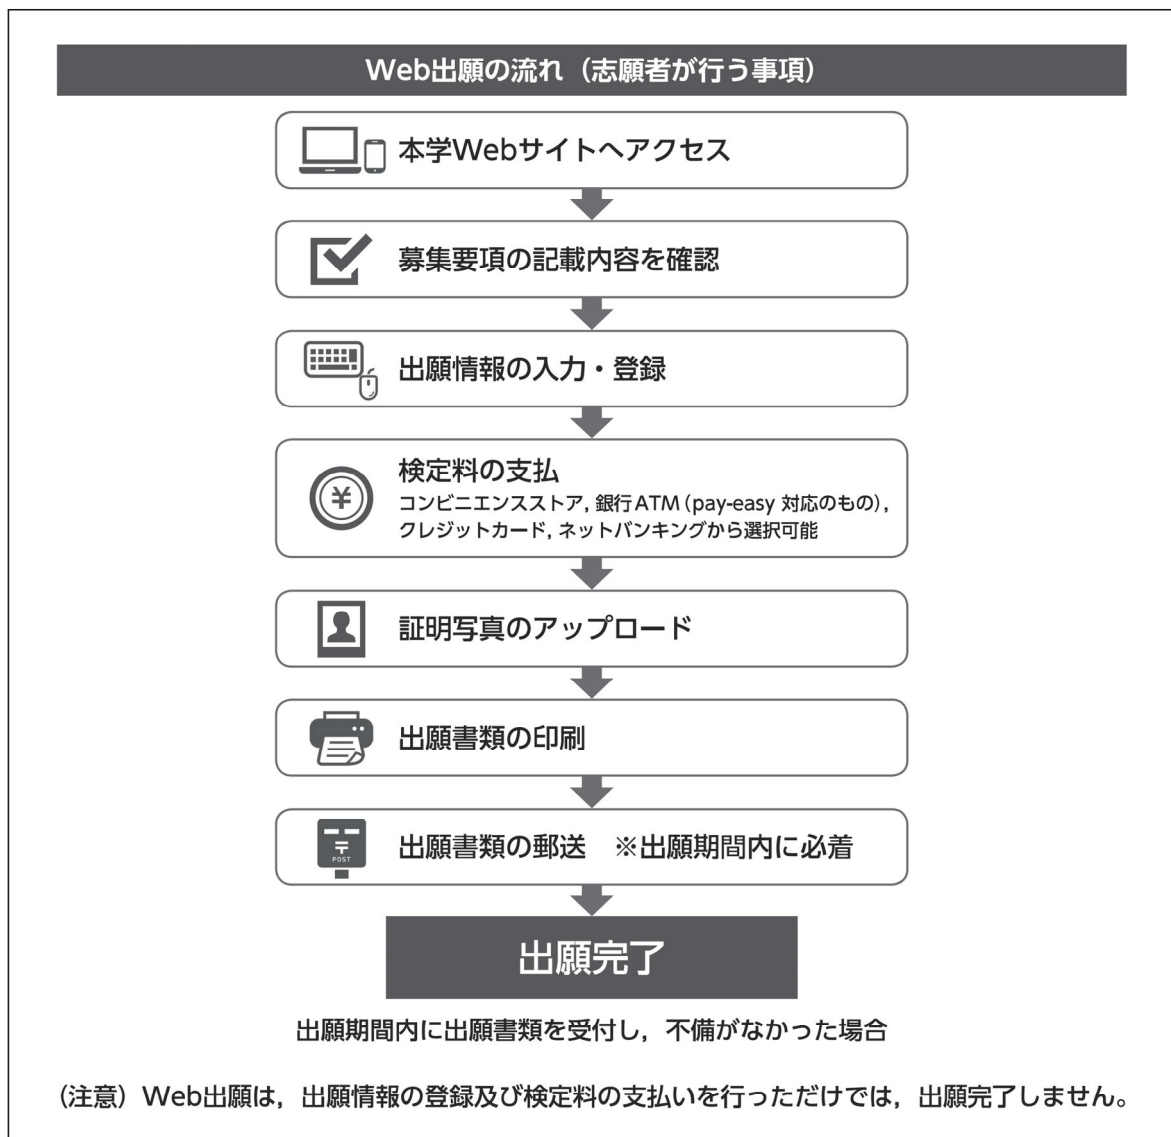 Web出願の流れ（志願者が行う事項）
本学Webサイトへアクセス
募集要項の記載内容を確認
出願情報の入力・登録
検定料の支払
コンビニエンスストア, 銀行ATM（pay-easy 対応のもの）,
クレジットカード, ネットバンキングから選択可能
¥
証明写真のアップロード
出願書類の印刷
〒
POST
出願書類の郵送　※出願期間内に必着
出願完了
出願期間内に出願書類を受付し，不備がなかった場合
（注意）Web出願は，出願情報の登録及び検定料の支払いを行っただけでは，出願完了しません。